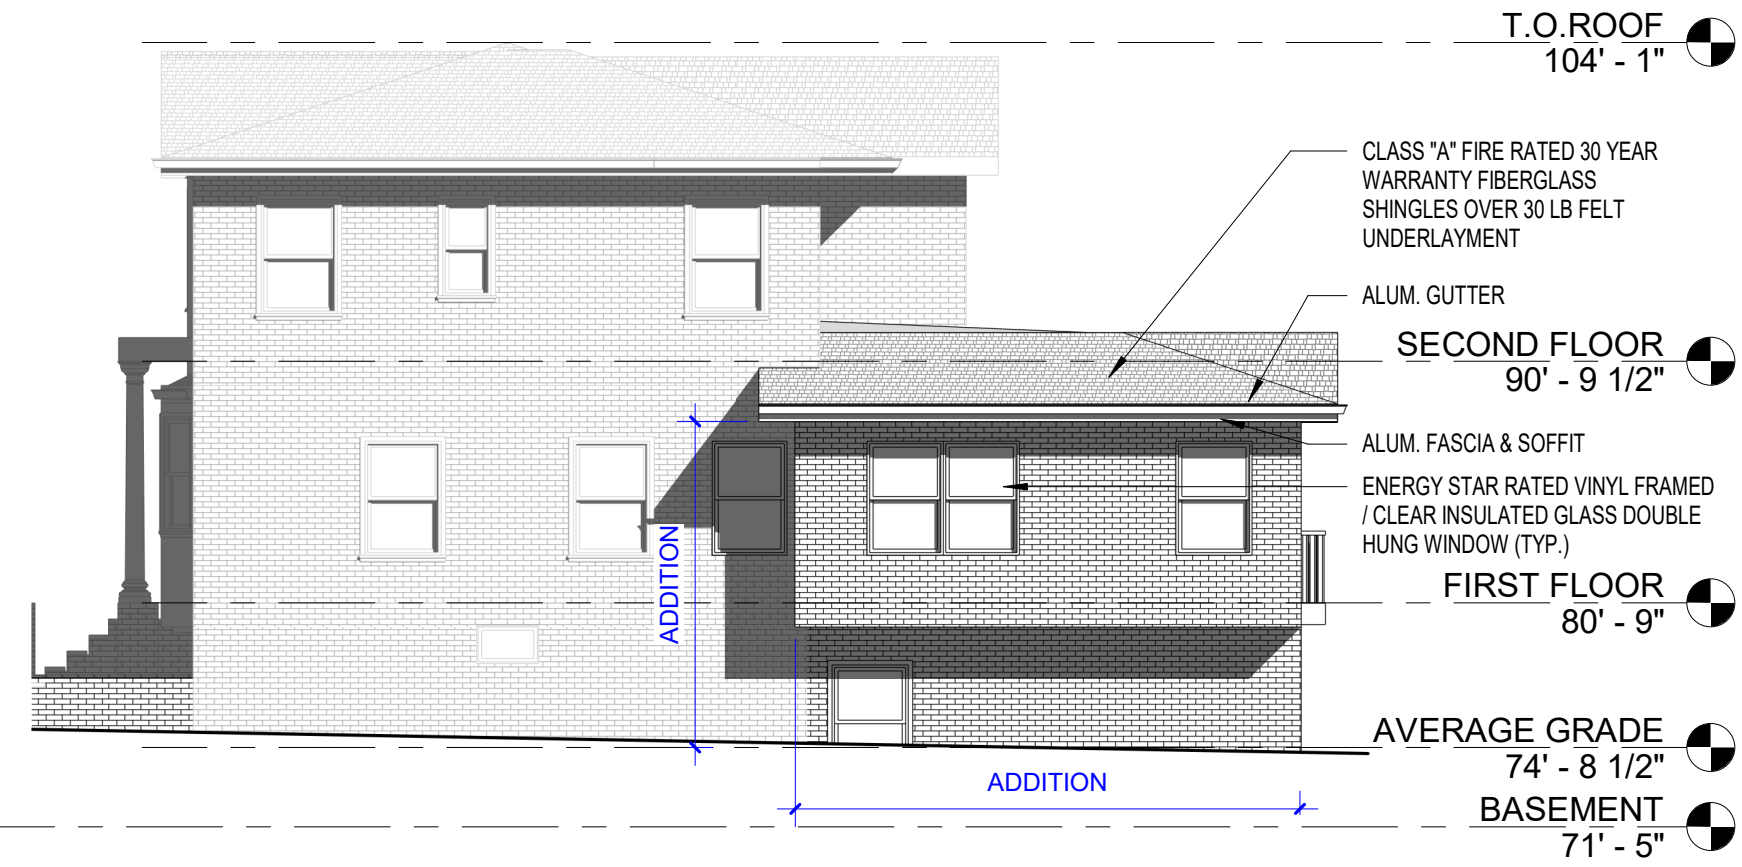 T.O.ROOF
104' - 1"
CLASS "A" FIRE RATED 30 YEAR
WARRANTY FIBERGLASS
SHINGLES OVER 30 LB FELT
UNDERLAYMENT
ALUM. GUTTER
SECOND FLOOR
90' - 9 1/2"
ALUM. FASCIA & SOFFIT
ENERGY STAR RATED VINYL FRAMED
/ CLEAR INSULATED GLASS DOUBLE
HUNG WINDOW (TYP.)
ADDITION
FIRST FLOOR
80' - 9"
AVERAGE GRADE
74' - 8 1/2"
ADDITION
BASEMENT
71' - 5"